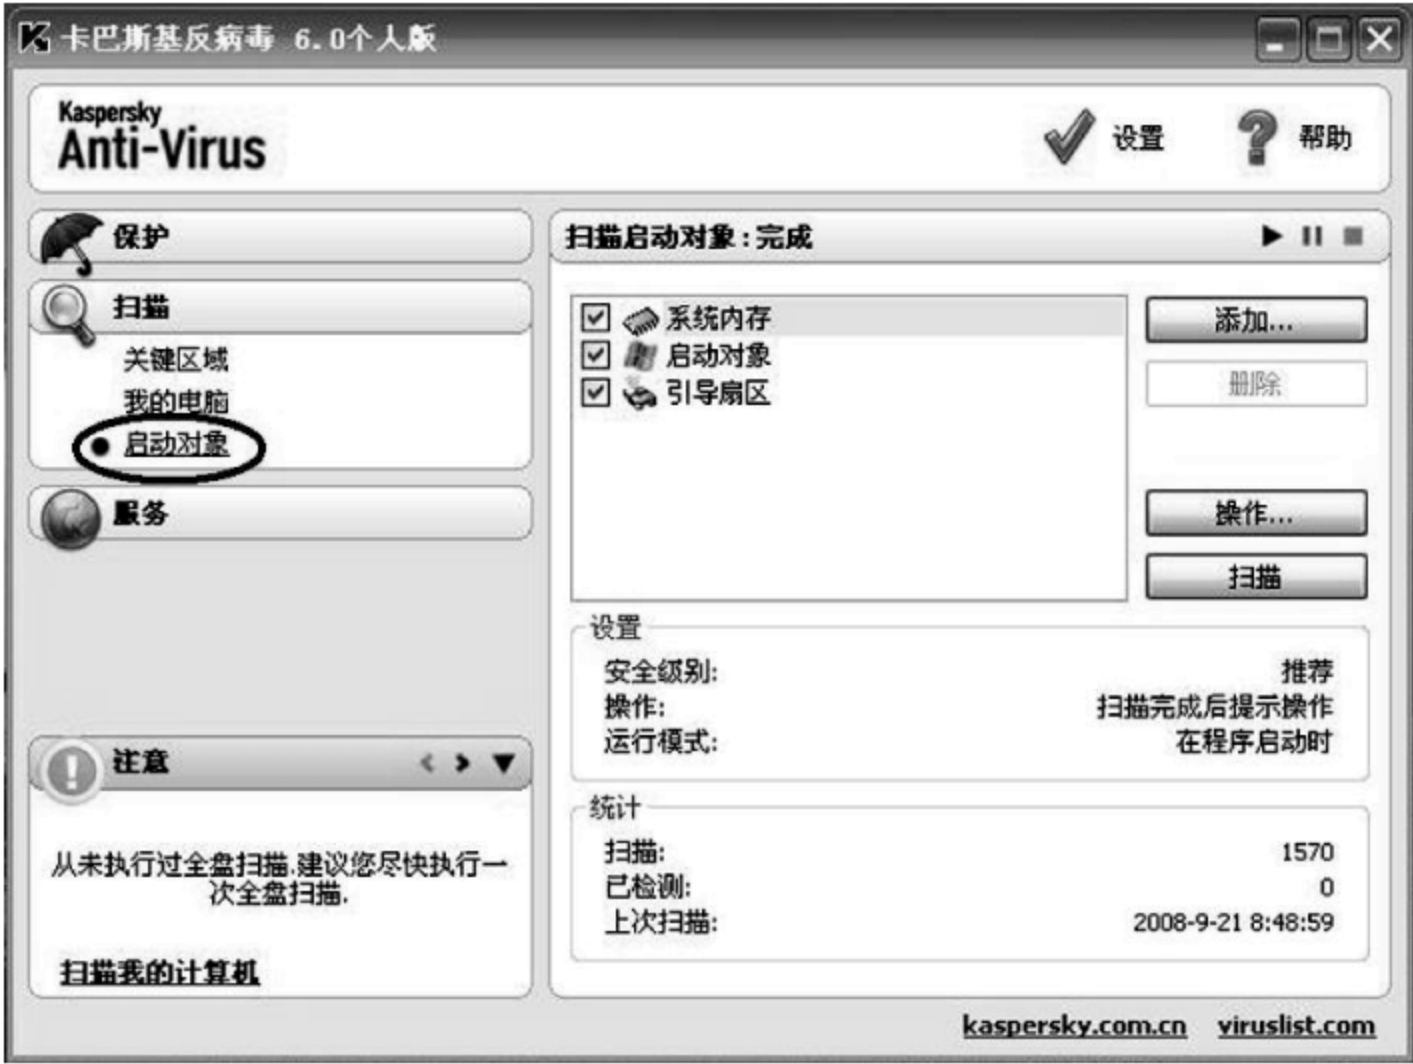 卡巴斯基反病毒 6.0个人版
Kaspersky
Anti-Virus
设置
帮助
保护
扫描
关键区域
我的电脑
启动对象
服务
注意
从未执行过全盘扫描.建议您尽快执行一
次全盘扫描.
扫描我的计算机
扫描启动对象:完成
系统内存
启动对象
引导扇区
添加...
删除
操作...
扫描
设置
安全级别: 推荐
操作: 扫描完成后提示操作
运行模式: 在程序启动时
统计
扫描: 1570
已检测: 0
上次扫描: 2008-9-21 8:48:59
kaspersky.com.cn viruslist.com